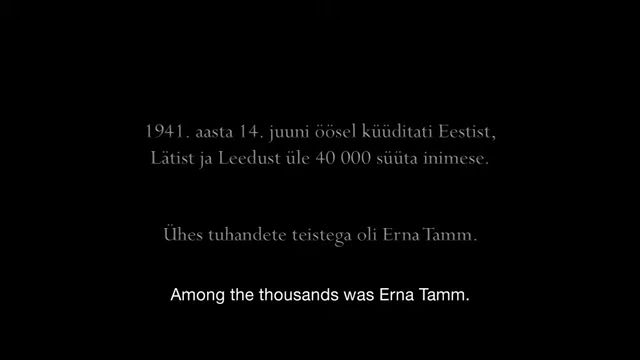 1941. aasta 14. juuni öösel küüditati Eestist,
Lätist ja Leedust üle 40 000 süüta inimese.
Ühes tuhandete teistega oli Erna Tamm.
Among the thousands was Erna Tamm.